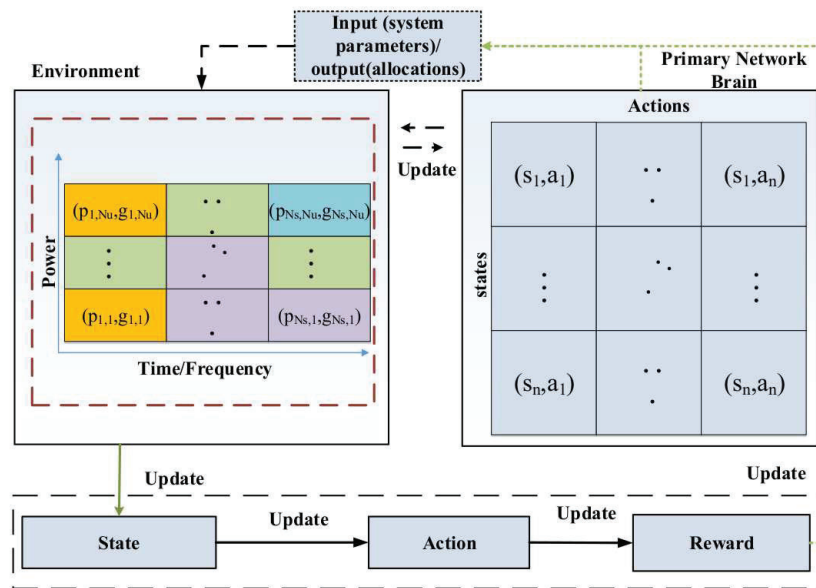 Input (system
parameters)/
output(allocations)
Environment
Primary Network
Brain
Actions
Update
Power
(p1,Nu,g1,Nu)
(pNs,Nu,gNs,Nu)
(p1,1,g1,1)
(pNs,1,gNs,1)
Time/Frequency
states
(s1,a1)
(s1,an)
(sn,a1)
(sn,an)
Update
Update
State
Update
Action
Update
Reward